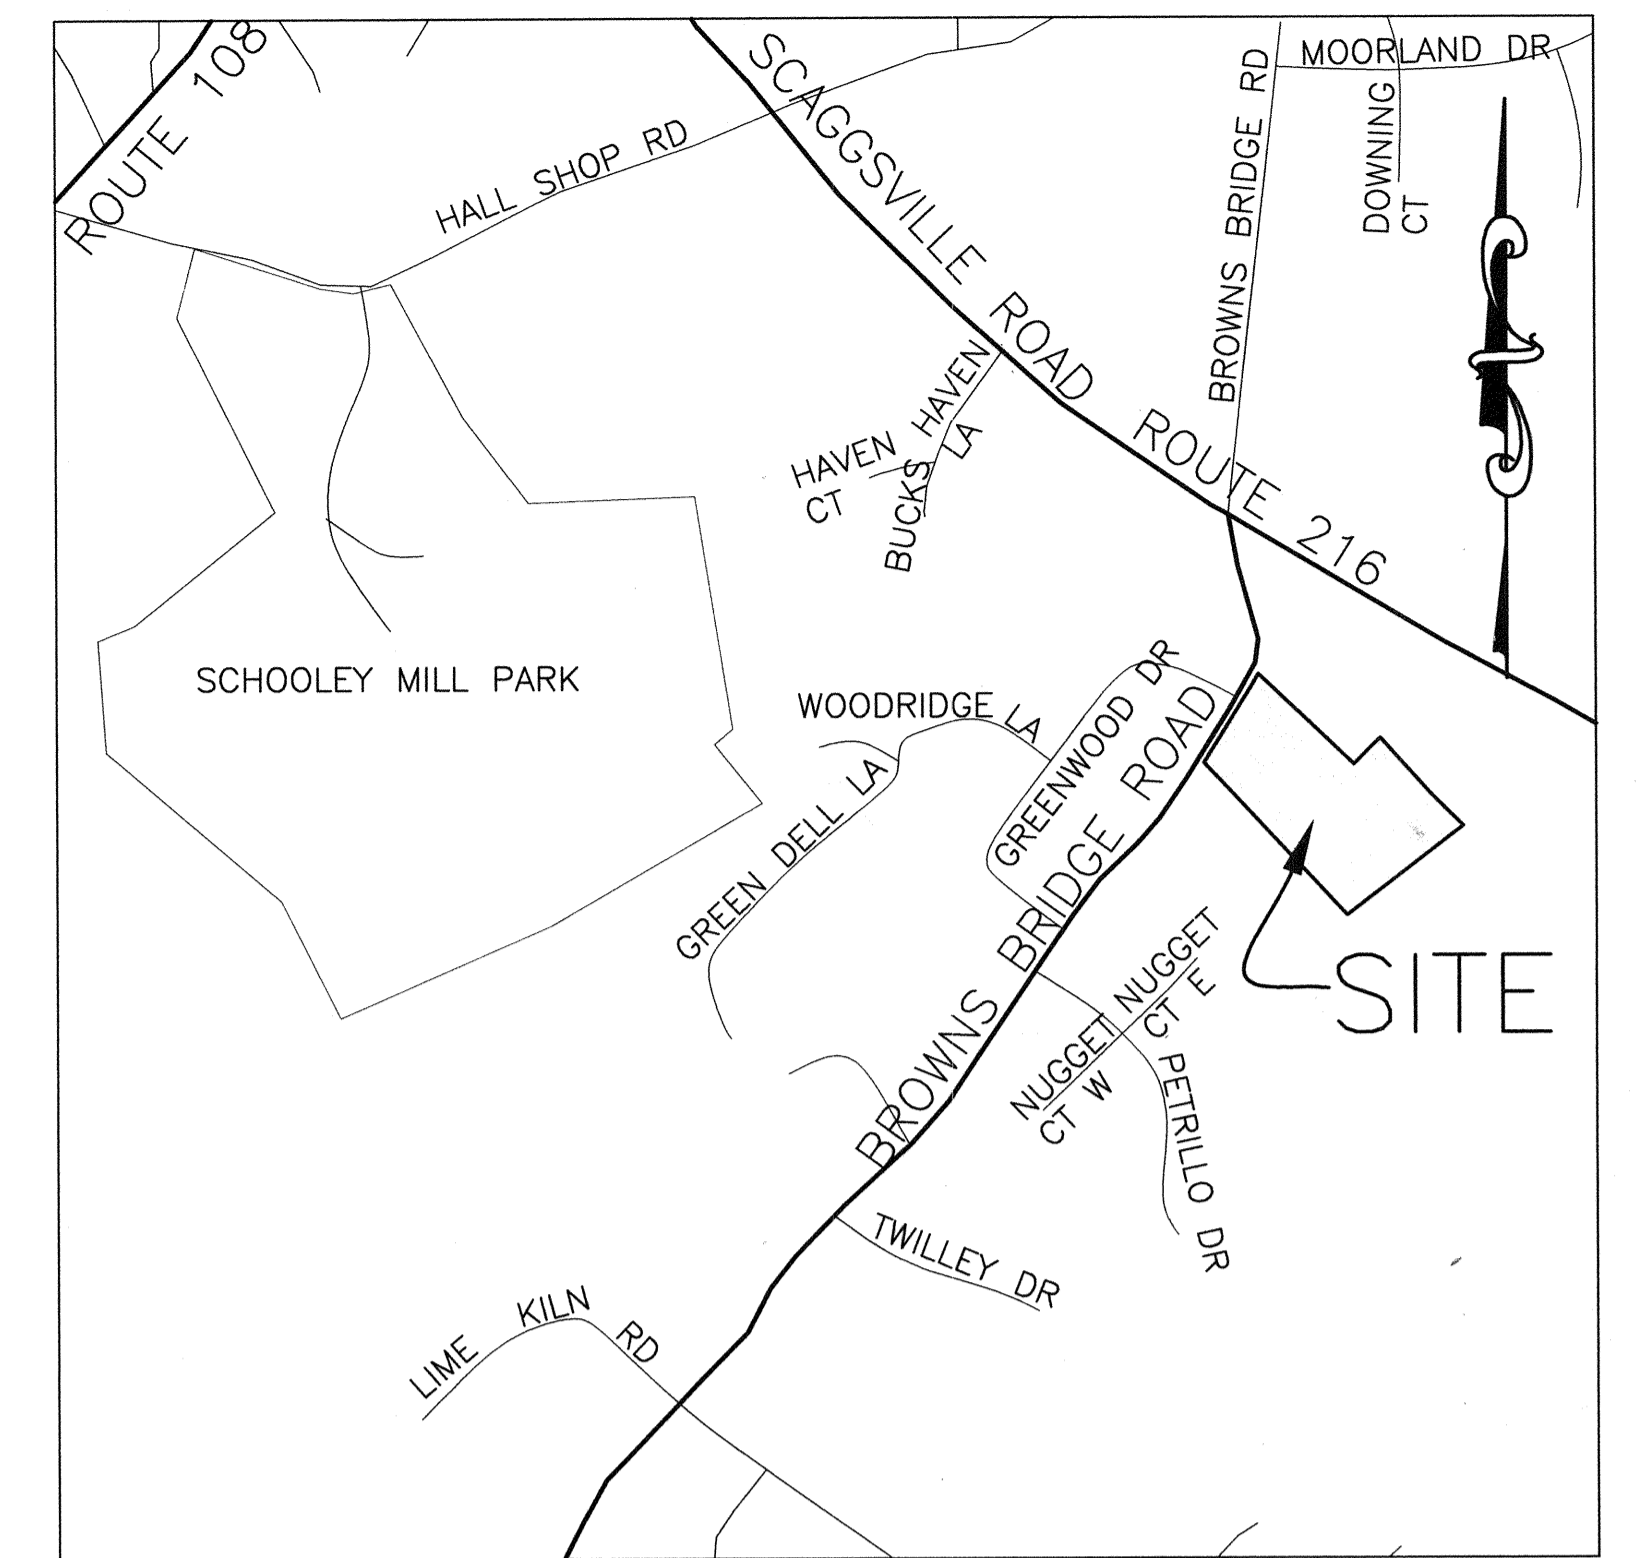 ROUTE 108
SCAGGSVILLE ROAD ROUTE 216
HALL SHOP RD
BROWNS BRIDGE RD
MOORLAND DR
DOWNING
CT
HAVEN
CT
BUCKS HAVEN
LA
SCHOOLEY MILL PARK
WOODRIDGE LA
GREENWOOD DR
GREEN DELL LA
BROWNS BRIDGE ROAD
SITE
NUGGET
CT E
NUGGET
CT W
PETRILLO DR
TWILLEY DR
LIME KILN RD